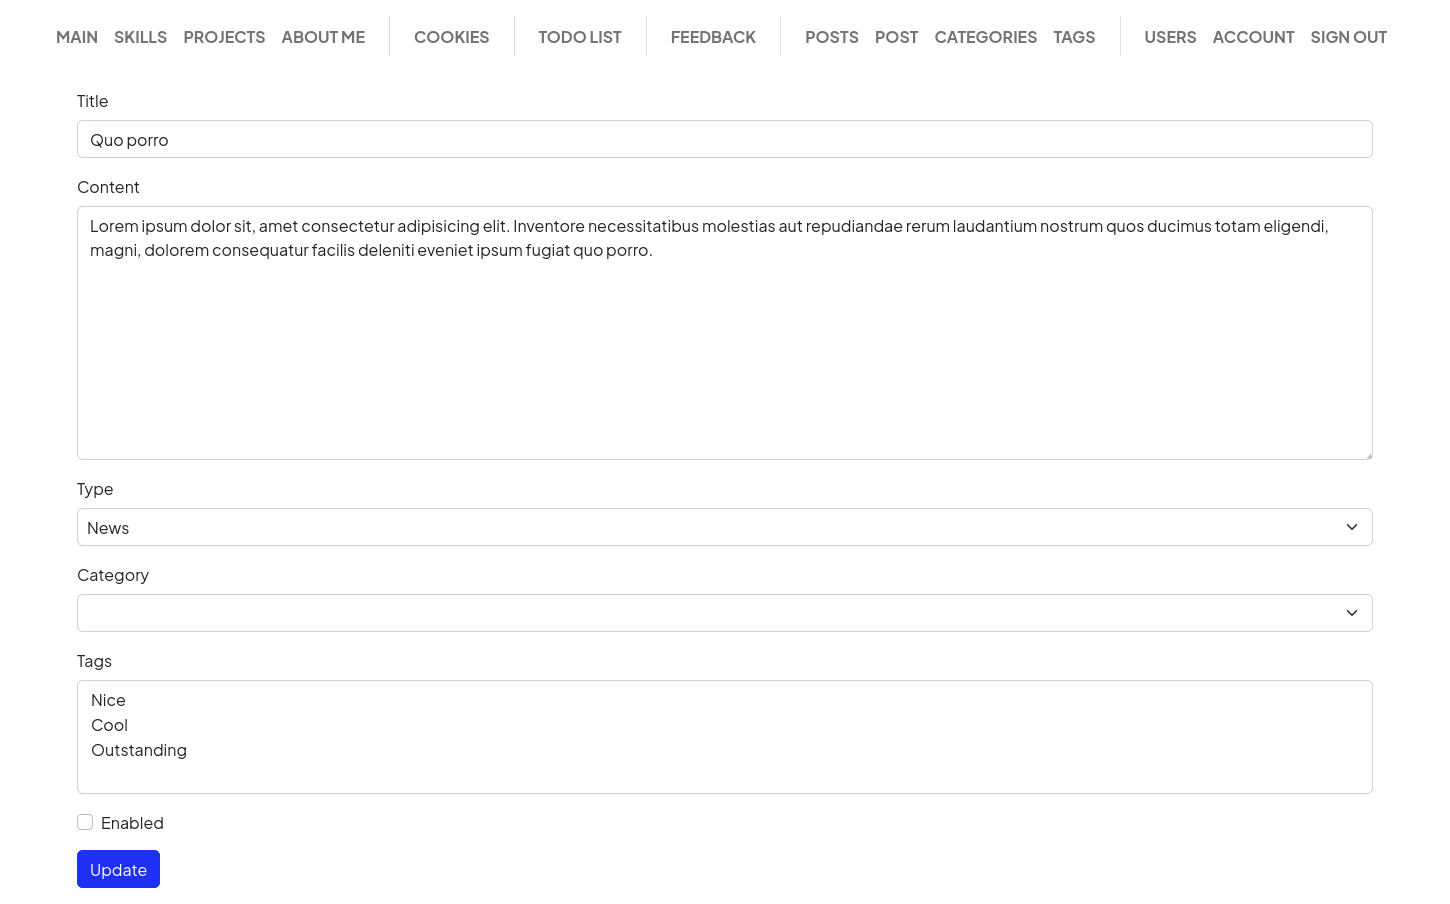 MAIN SKILLS PROJECTS ABOUT ME COOKIES TODO LIST FEEDBACK POSTS POST CATEGORIES TAGS USERS ACCOUNT SIGN OUT
Title
Quo porro
Content
Lorem ipsum dolor sit, amet consectetur adipisicing elit. Inventore necessitatibus molestias aut repudiandae rerum laudantium nostrum quos ducimus totam eligendi,
magni, dolorem consequatur facilis deleniti eveniet ipsum fugiat quo porro.
Type
News
Category
Tags
Nice
Cool
Outstanding
Enabled
Update